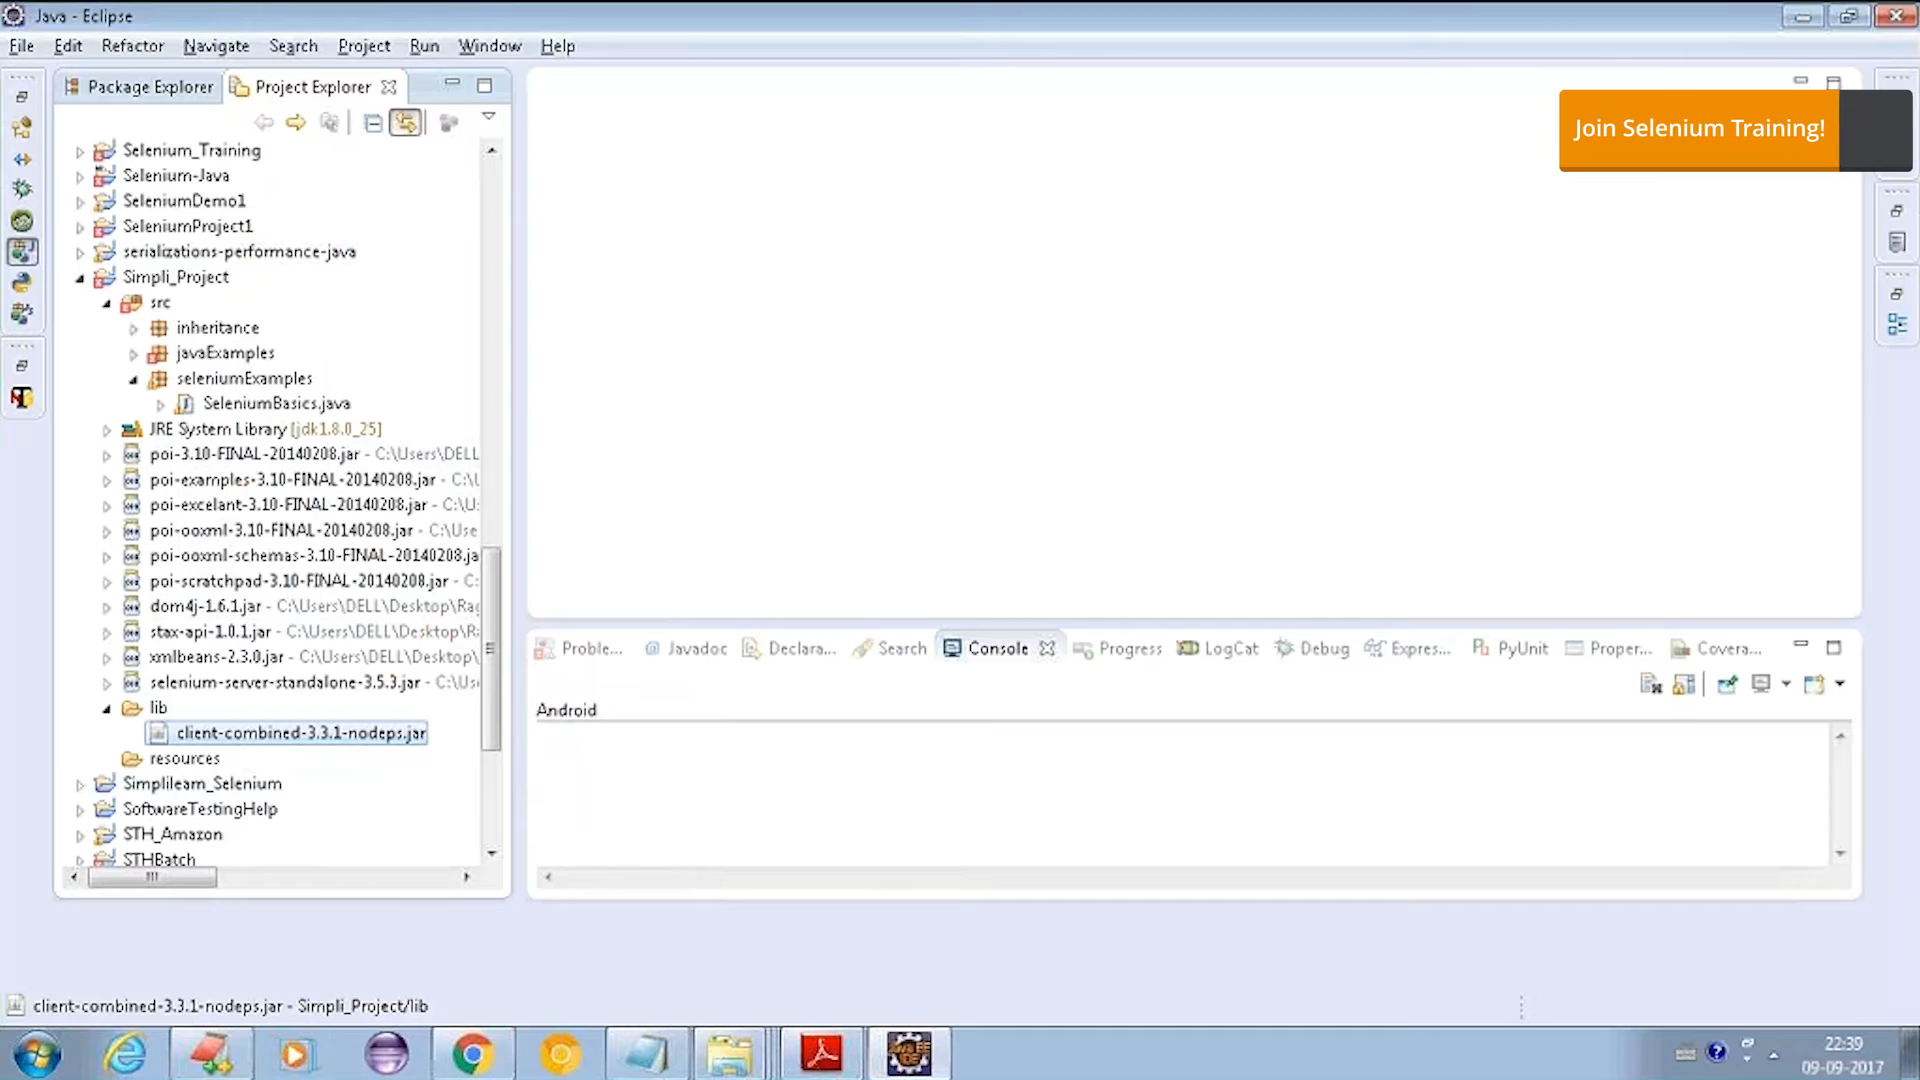 Java - Eclipse
File Edit Refactor Navigate Search Project Run Window Help
Package Explorer Project Explorer
Join Selenium Training!
Selenium_Training
Selenium-Java
SeleniumDemo1
SeleniumProject1
serializations-performance-java
Simpli_Project
src
inheritance
javaExamples
seleniumExamples
SeleniumBasics.java
JRE System Library [jdk1.8.0_25]
poi-3.10-FINAL-20140208.jar - C:\Users\DELL
poi-examples-3.10-FINAL-20140208.jar - C:\U
poi-excelant-3.10-FINAL-20140208.jar - C:\U:
poi-ooxml-3.10-FINAL-20140208.jar - C:\Use
poi-ooxml-schemas-3.10-FINAL-20140208.ja
poi-scratchpad-3.10-FINAL-20140208.jar - C:
dom4j-1.6.1.jar - C:\Users\DELL\Desktop\Rag
stax-api-1.0.1.jar - C:\Users\DELL\Desktop\Ra
xmlbeans-2.3.0.jar - C:\Users\DELL\Desktop\
selenium-server-standalone-3.5.3.jar - C:\Us
lib
client-combined-3.3.1-nodeps.jar
resources
Simplilearn_Selenium
SoftwareTestingHelp
STH_Amazon
STHBatch
Proble... Javadoc Declara... Search Console Progress LogCat Debug Expres... PyUnit Proper... Covera...
Android
client-combined-3.3.1-nodeps.jar - Simpli_Project/lib
22:39
09-09-2017